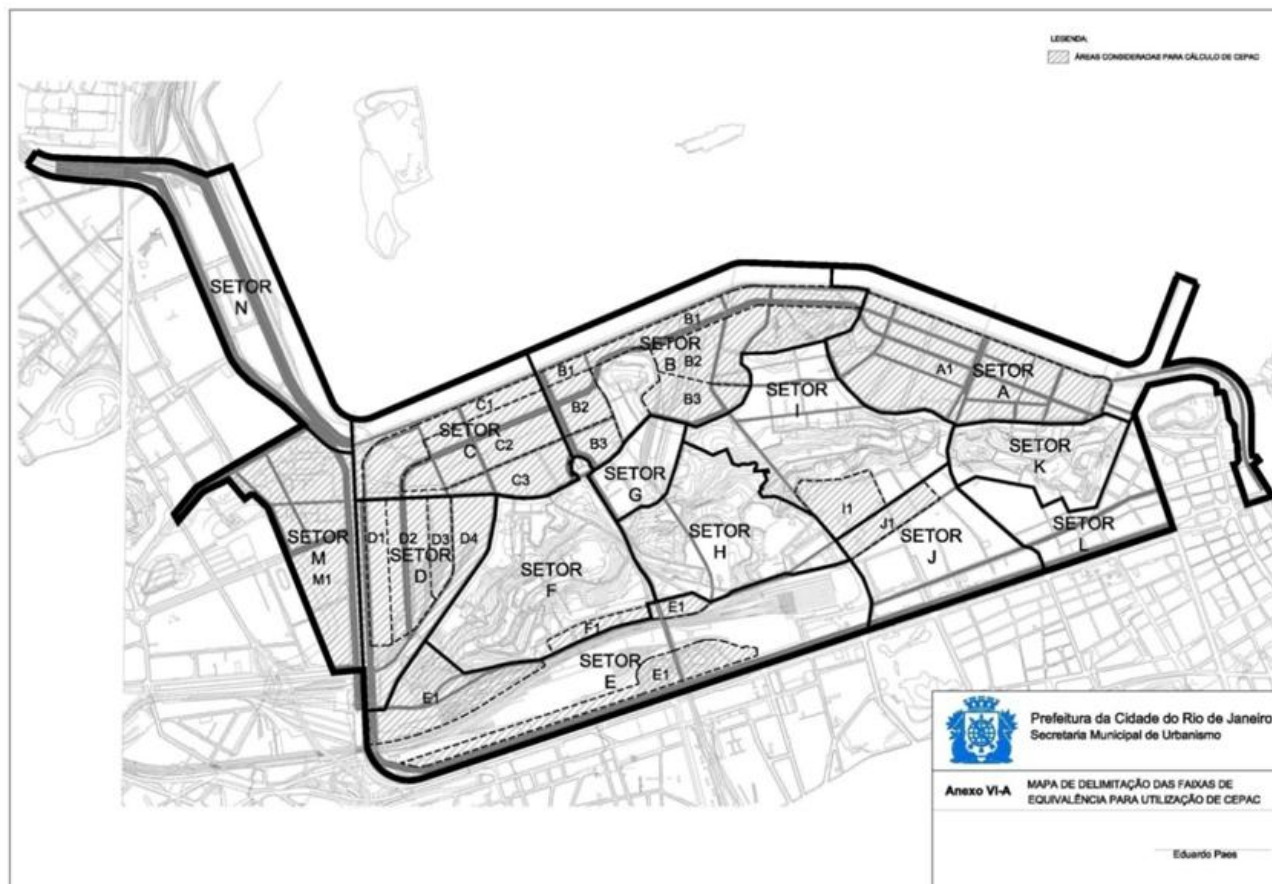 LEGENDA:
ÁREAS CONSIDERADAS PARA CÁLCULO DE CEPAC
SETOR
N
B1
SETOR
B
B2
B1
B3
B2
B3
C1
SETOR
C
C2
C3
A1
SETOR
A
SETOR
I
SETOR
K
SETOR
G
I1
J1
SETOR
J
SETOR
L
SETOR
H
SETOR
M
M1
D1
D2
D3
D4
SETOR
D
SETOR
F
F1
E1
SETOR
E
E1
E1
Prefeitura da Cidade do Rio de Janeiro
Secretaria Municipal de Urbanismo
Anexo VI-A
MAPA DE DELIMITAÇÃO DAS FAIXAS DE
EQUIVALÊNCIA PARA UTILIZAÇÃO DE CEPAC
Eduardo Paes